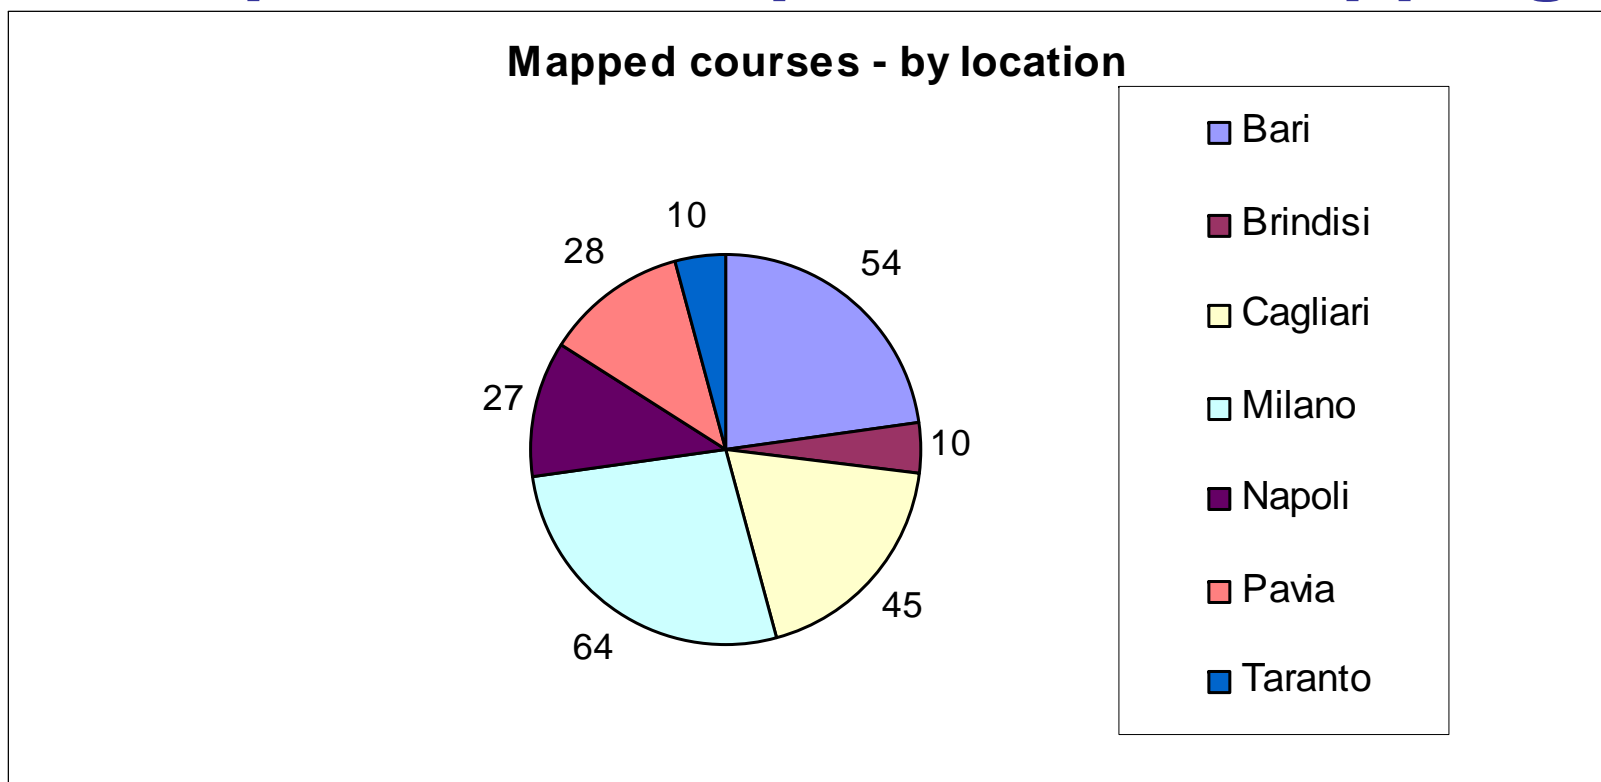 Mapped courses - by location
10
28
54
27
10
45
64
Bari
Brindisi
Cagliari
Milano
Napoli
Pavia
Taranto